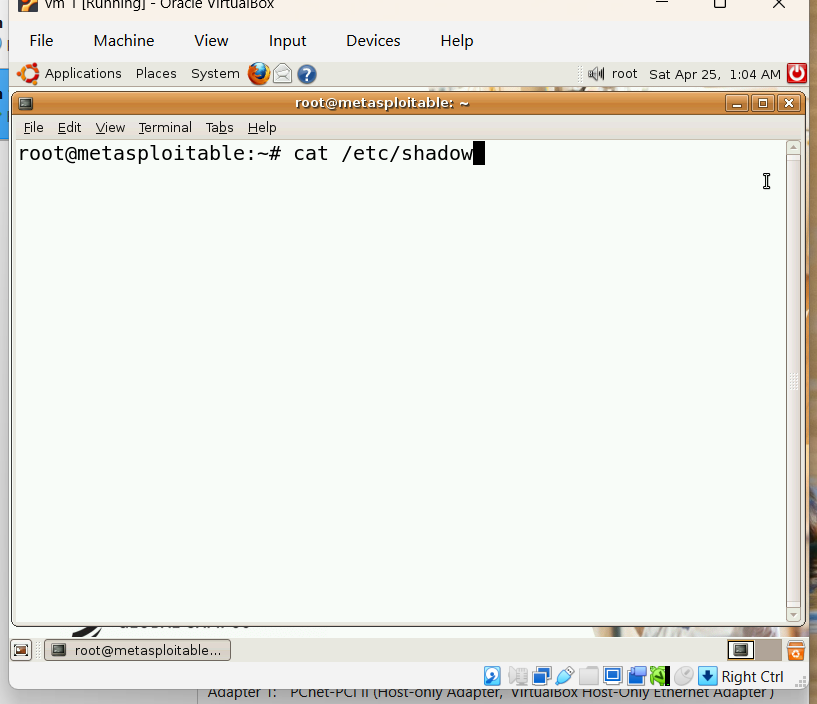 vm 1 [Running] - Oracle VirtualBox
File Machine View Input Devices Help
Applications Places System root Sat Apr 25, 1:04 AM
root@metasploitable: ~
File Edit View Terminal Tabs Help
root@metasploitable:~# cat /etc/shadow
root@metasploitable...
Right Ctrl
Adapter 1: PCnet-PCI II (Host-only Adapter, 'VirtualBox Host-Only Ethernet Adapter')